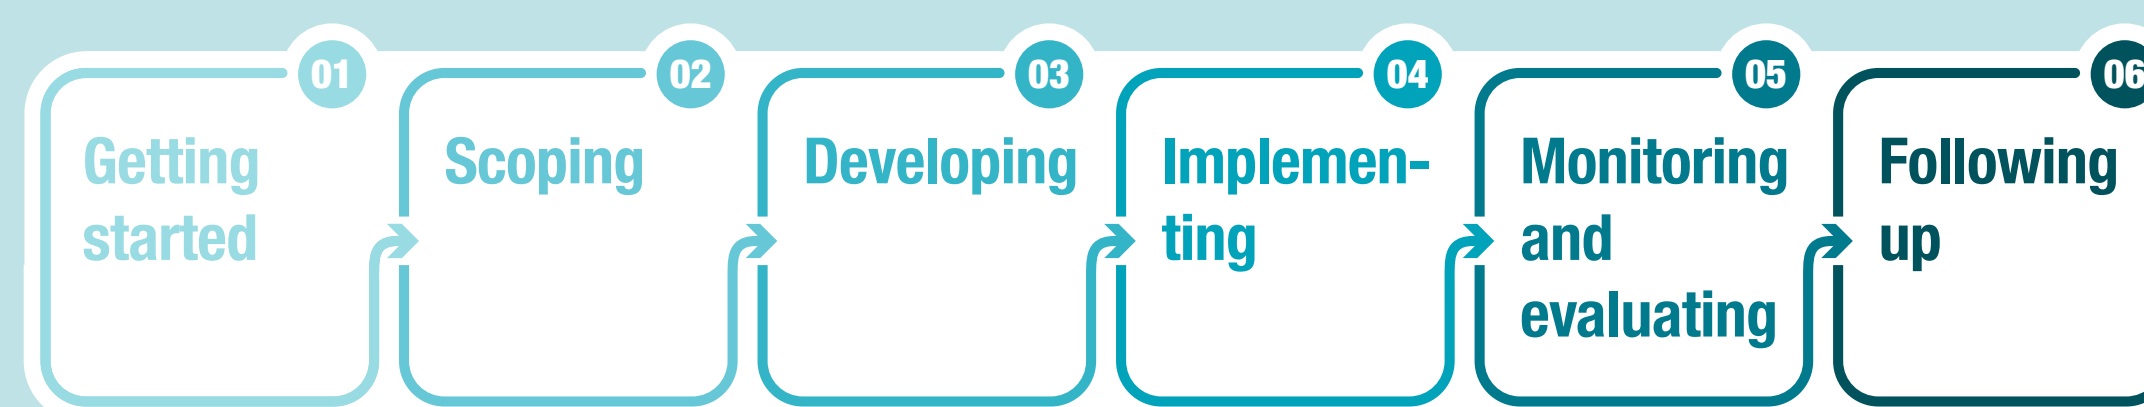 01
Getting
started
02
Scoping
03
Developing
04
Implemen-
ting
05
Monitoring
and
evaluating
06
Following
up